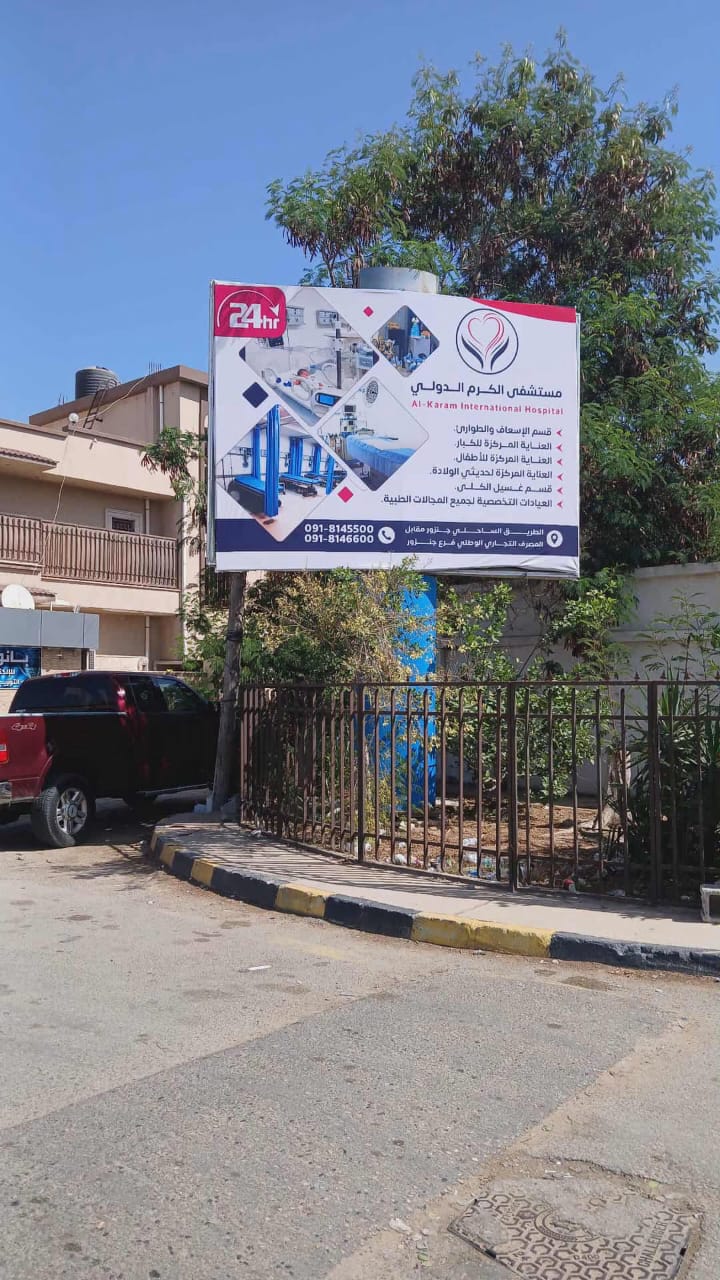 24hr
مستشفى الكرم الدولي
Al-Karam International Hospital
قسم الإسعاف والطوارئ.
العناية المركزة للكبار.
العناية المركزة للأطفال.
العناية المركزة لحديثي الولادة.
قسم غسيل الكلى.
العيادات التخصصية لجميع المجالات الطبية.
الطريق الساحلي جنزور مقابل
المصرف التجاري الوطني فرع جنزور
091-8145500
091-8146600
4x4